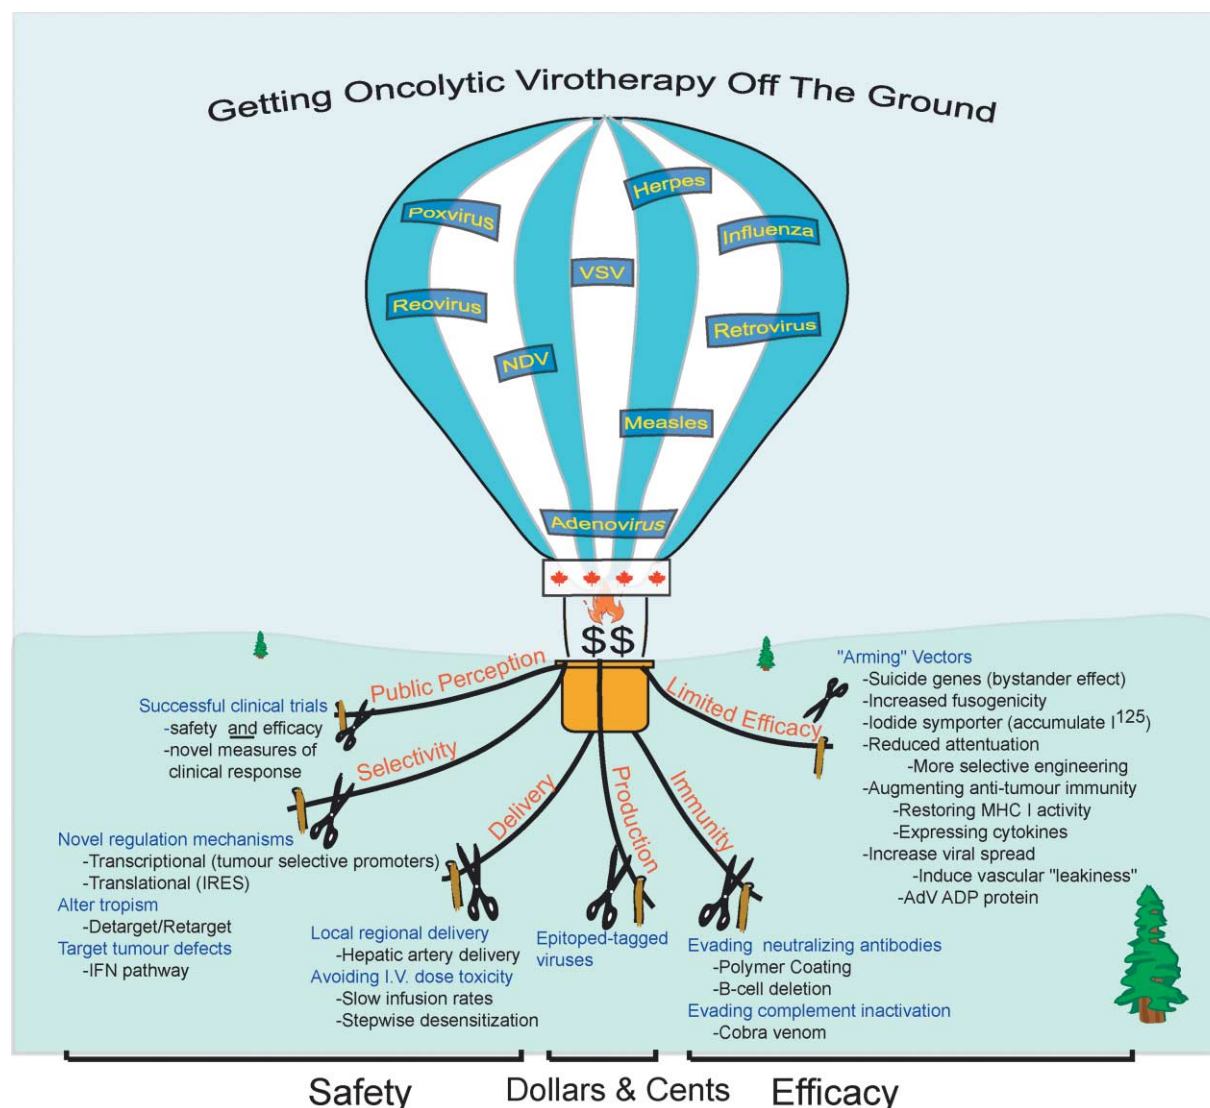 Getting Oncolytic Virotherapy Off The Ground
Herpes
Poxvirus
Influenza
VSV
Reovirus
Retrovirus
NDV
Measles
Adenovirus
$$
Public Perception
Selectivity
Delivery
Production
Immunity
Limited Efficacy
Successful clinical trials
-safety and efficacy
-novel measures of
clinical response
Novel regulation mechanisms
-Transcriptional (tumour selective promoters)
-Translational (IRES)
Alter tropism
-Detarget/Retarget
Target tumour defects
-IFN pathway
Local regional delivery
-Hepatic artery delivery
Avoiding I.V. dose toxicity
-Slow infusion rates
-Stepwise desensitization
Epitoped-tagged
viruses
Evading neutralizing antibodies
-Polymer Coating
-B-cell deletion
Evading complement inactivation
-Cobra venom
"Arming" Vectors
-Suicide genes (bystander effect)
-Increased fusogenicity
-Iodide symporter (accumulate I125)
-Reduced attentuation
-More selective engineering
-Augmenting anti-tumour immunity
-Restoring MHC I activity
-Expressing cytokines
-Increase viral spread
-Induce vascular "leakiness"
-AdV ADP protein
Safety
Dollars & Cents
Efficacy